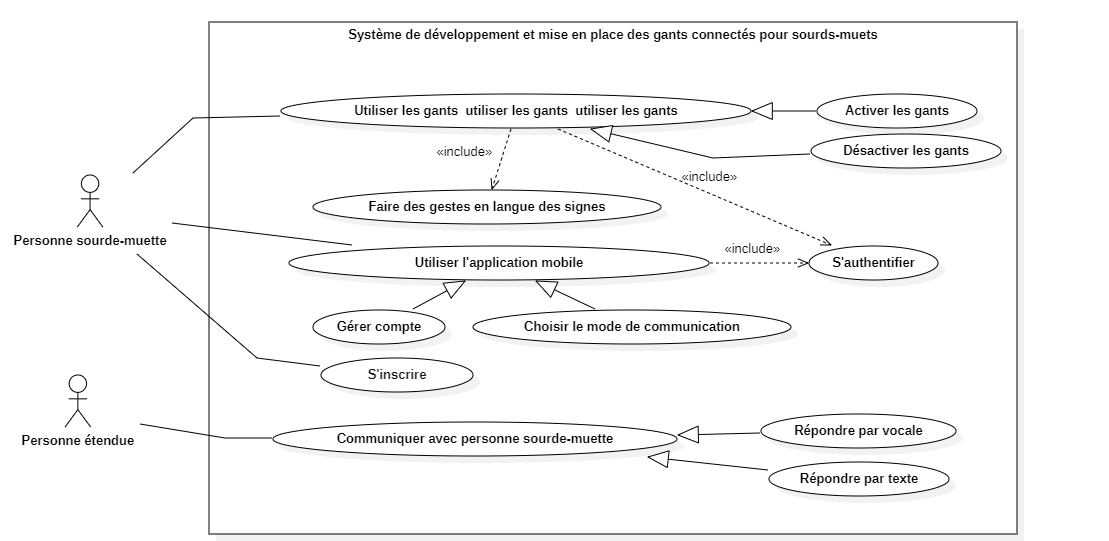 Système de développement et mise en place des gants connectés pour sourds-muets
Utiliser les gants  utiliser les gants  utiliser les gants
Activer les gants
Désactiver les gants
«include»
«include»
Faire des gestes en langue des signes
Personne sourde-muette
Utiliser l'application mobile
«include»
S'authentifier
Gérer compte
Choisir le mode de communication
S'inscrire
Personne étendue
Communiquer avec personne sourde-muette
Répondre par vocale
Répondre par texte